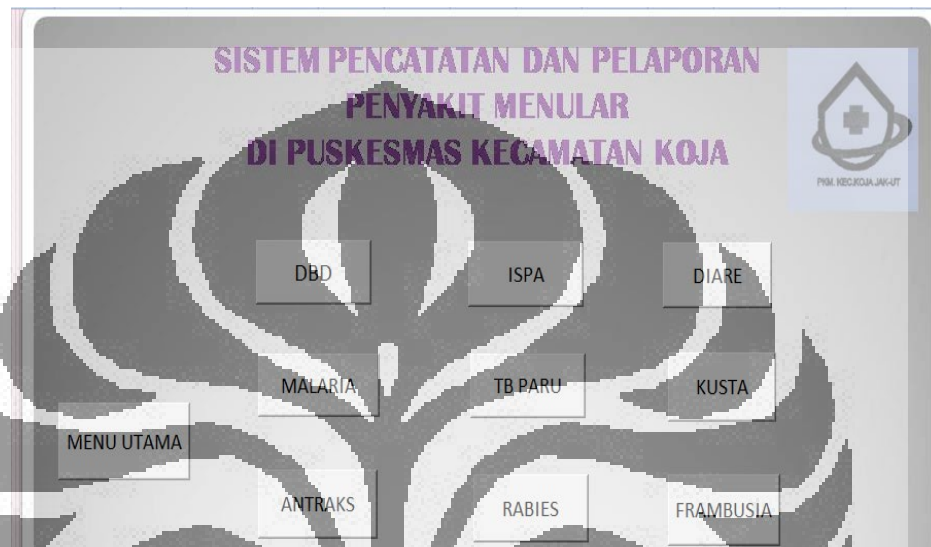 SISTEM PENCATATAN DAN PELAPORAN
PENYAKIT MENULAR
DI PUSKESMAS KECAMATAN KOJA
PKM. KEC.KOJA JAK-UT
DBD
ISPA
DIARE
MALARIA
TB PARU
KUSTA
MENU UTAMA
ANTRAKS
RABIES
FRAMBUSIA